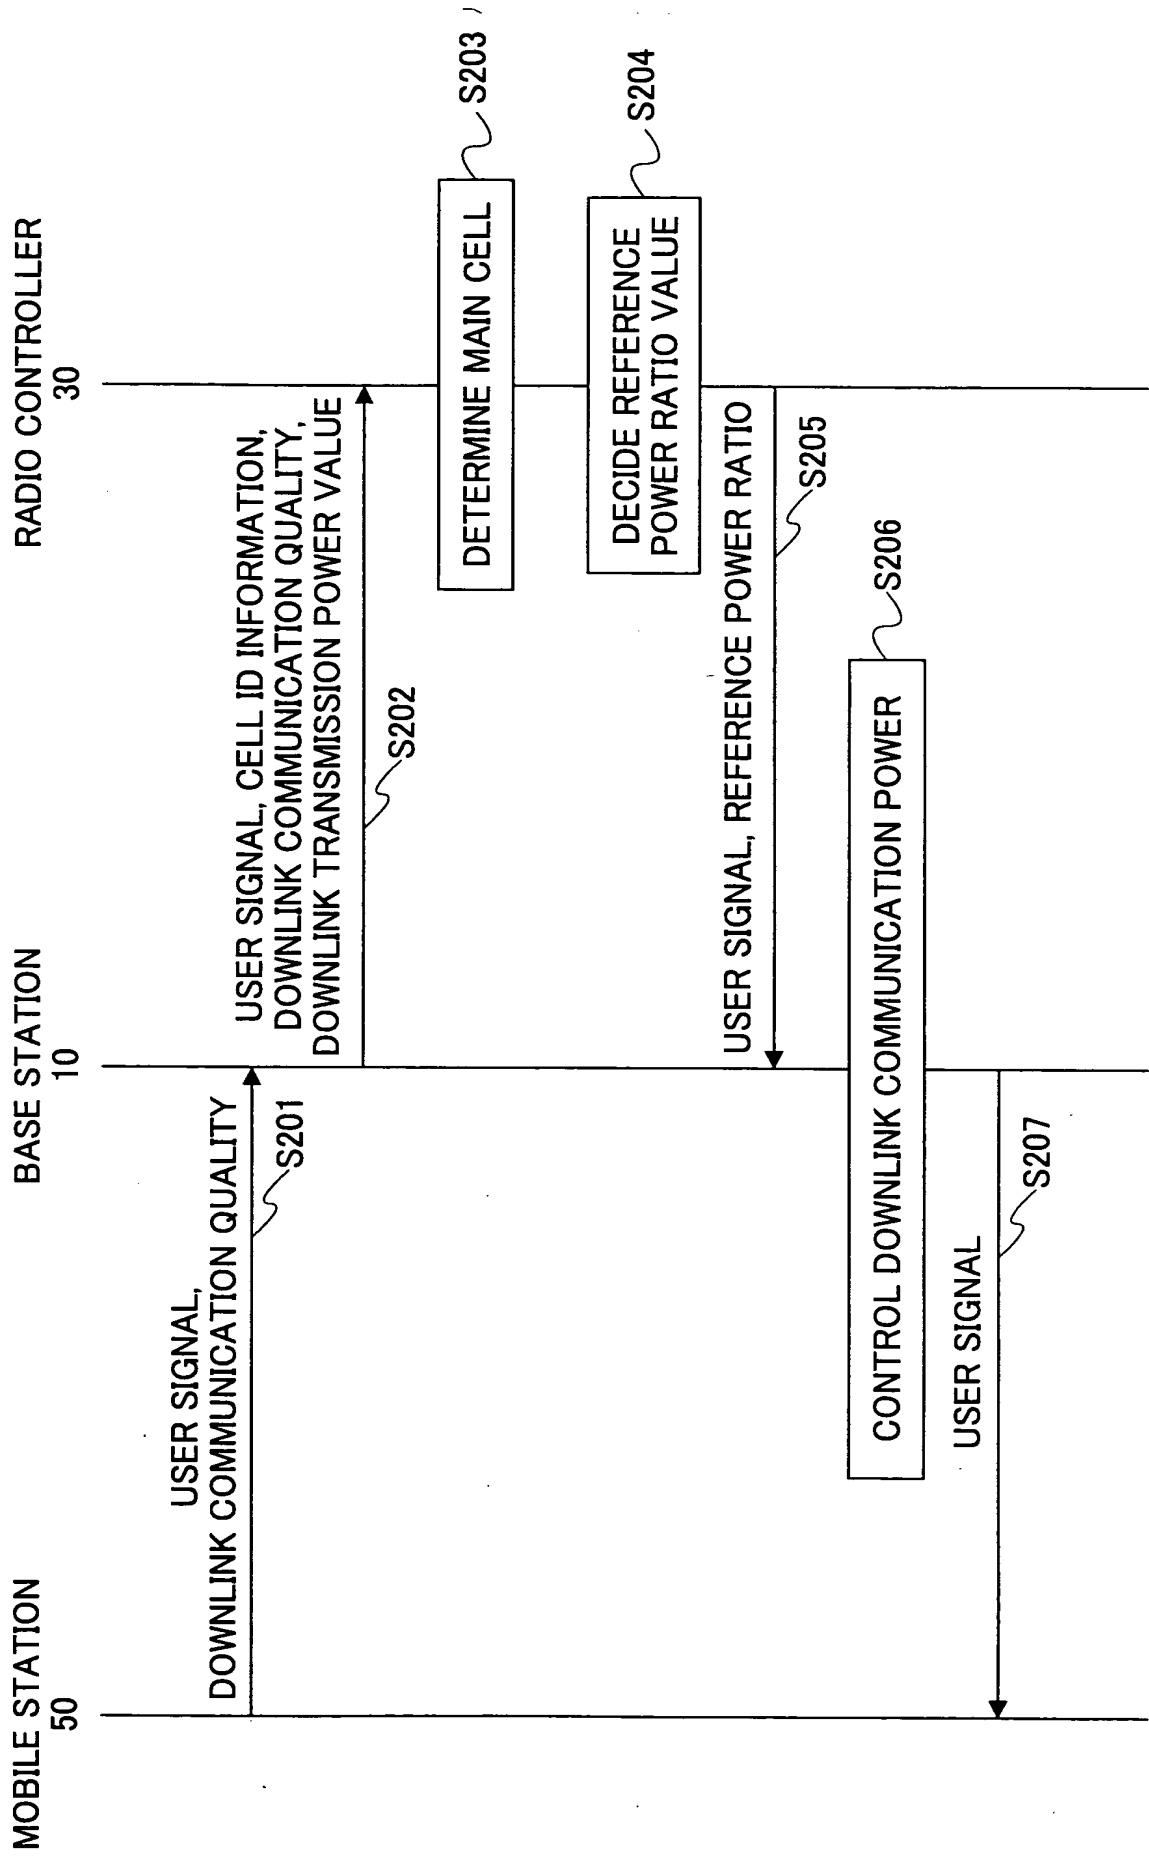 MOBILE STATION
50
BASE STATION
10
RADIO CONTROLLER
30
USER SIGNAL,
DOWNLINK COMMUNICATION QUALITY
S201
USER SIGNAL, CELL ID INFORMATION,
DOWNLINK COMMUNICATION QUALITY,
DOWNLINK TRANSMISSION POWER VALUE
S202
DETERMINE MAIN CELL
S203
DECIDE REFERENCE
POWER RATIO VALUE
S204
USER SIGNAL, REFERENCE POWER RATIO
S205
CONTROL DOWNLINK COMMUNICATION POWER
S206
USER SIGNAL
S207